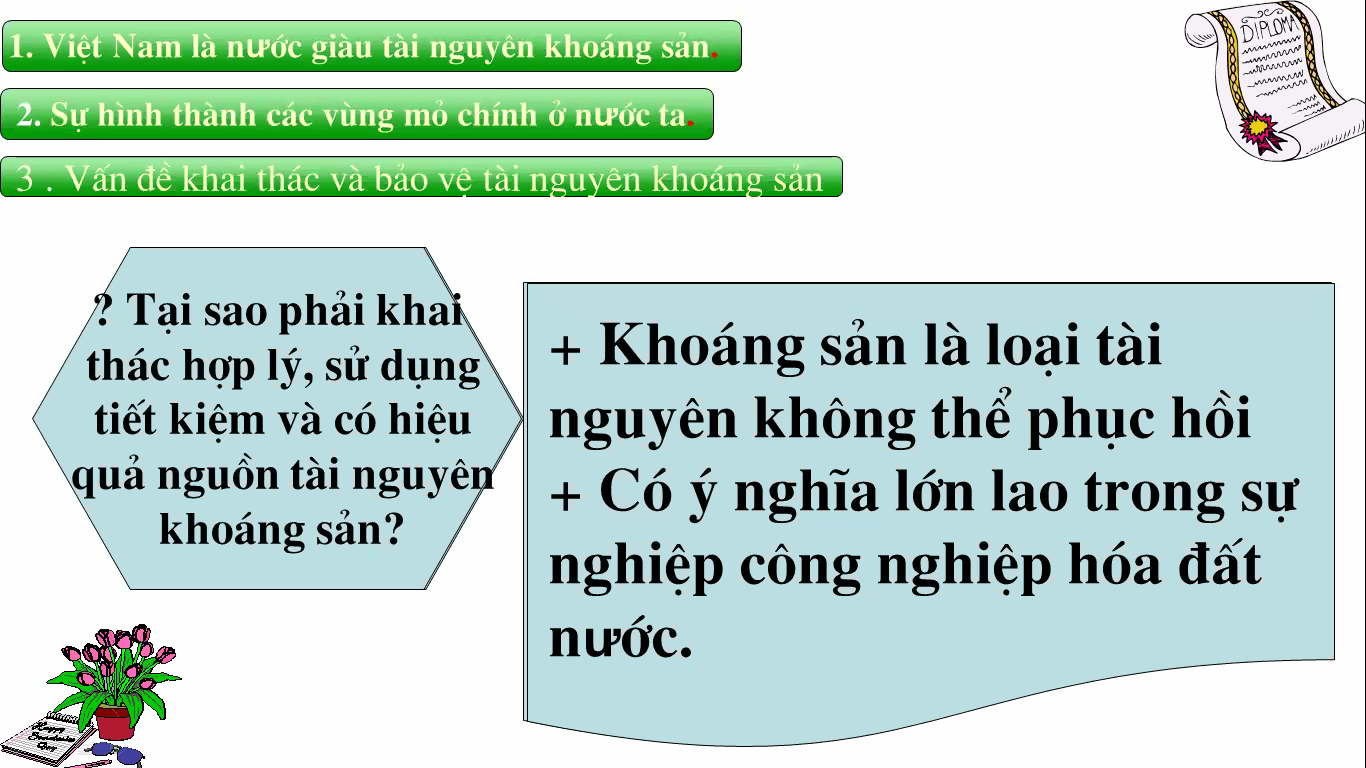 1. Việt Nam là nước giàu tài nguyên khoáng sản.
2. Sự hình thành các vùng mỏ chính ở nước ta.
3 . Vấn đề khai thác và bảo vệ tài nguyên khoáng sản
DIPLOMA
? Tại sao phải khai
thác hợp lý, sử dụng
tiết kiệm và có hiệu
quả nguồn tài nguyên
khoáng sản?
+ Khoáng sản là loại tài
nguyên không thể phục hồi
+ Có ý nghĩa lớn lao trong sự
nghiệp công nghiệp hóa đất
nước.
Happy